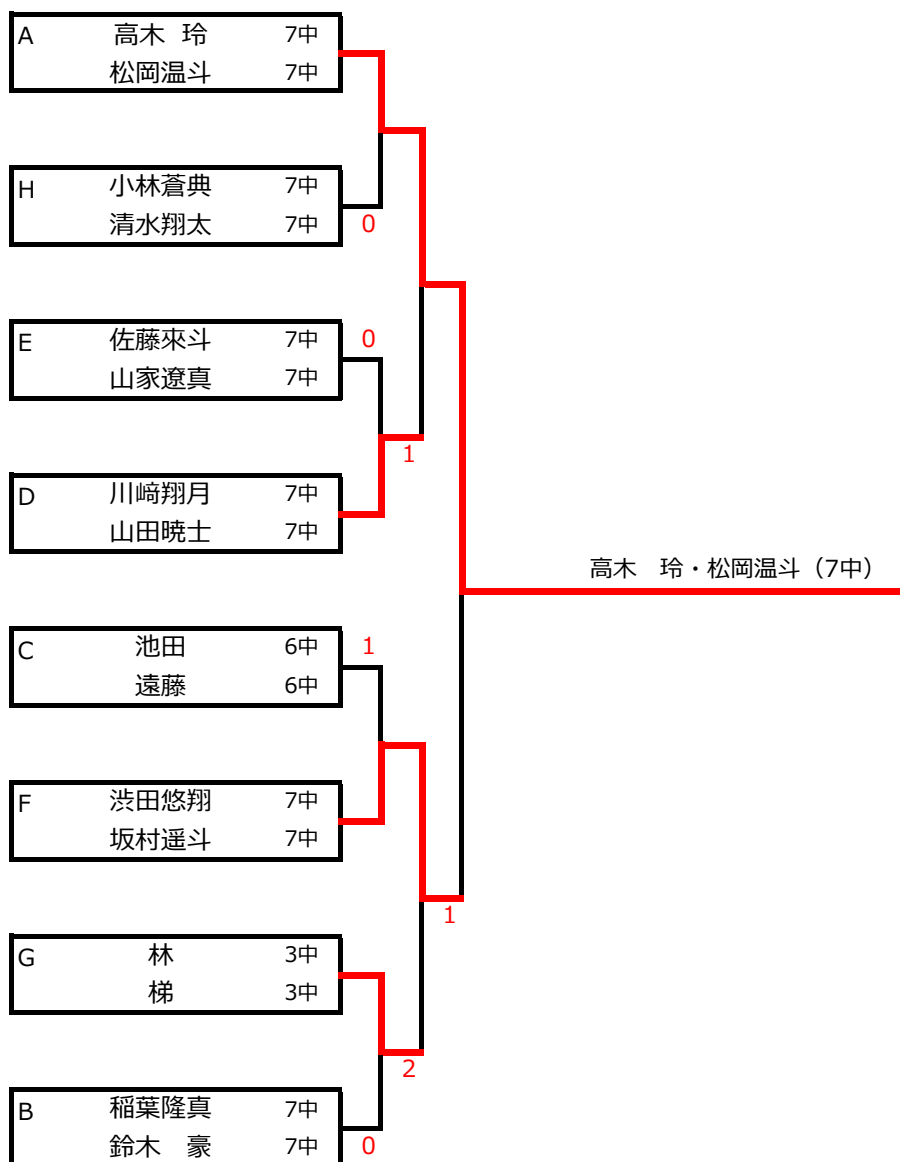 A 高木 玲 7中
松岡温斗 7中
H 小林蒼典 7中
清水翔太 7中 0
E 佐藤來斗 7中 0
山家遼真 7中
1
D 川﨑翔月 7中
山田暁士 7中
高木　玲・松岡温斗（7中）
C 池田 6中 1
遠藤 6中
F 渋田悠翔 7中
坂村遥斗 7中
1
G 林 3中
梯 3中
2
B 稲葉隆真 7中
鈴木　豪 7中 0